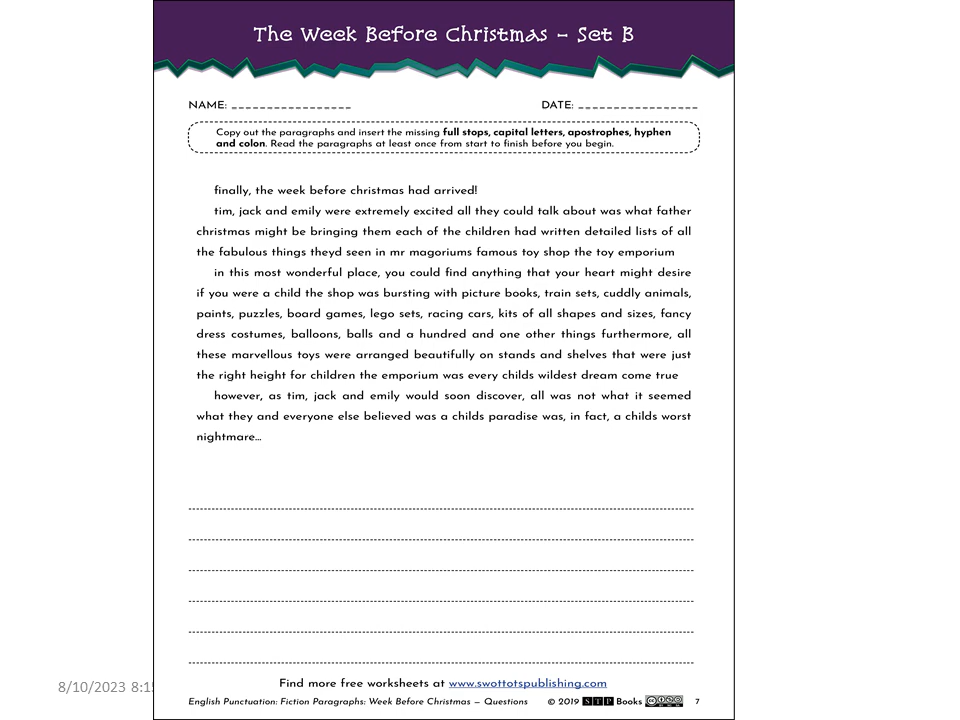 The Week Before Christmas – Set B
NAME: _________________ DATE: _________________
Copy out the paragraphs and insert the missing full stops, capital letters, apostrophes, hyphen
and colon. Read the paragraphs at least once from start to finish before you begin.
finally, the week before christmas had arrived!
tim, jack and emily were extremely excited all they could talk about was what father
christmas might be bringing them each of the children had written detailed lists of all
the fabulous things theyd seen in mr magoriums famous toy shop the toy emporium
in this most wonderful place, you could find anything that your heart might desire
if you were a child the shop was bursting with picture books, train sets, cuddly animals,
paints, puzzles, board games, lego sets, racing cars, kits of all shapes and sizes, fancy
dress costumes, balloons, balls and a hundred and one other things furthermore, all
these marvellous toys were arranged beautifully on stands and shelves that were just
the right height for children the emporium was every childs wildest dream come true
however, as tim, jack and emily would soon discover, all was not what it seemed
what they and everyone else believed was a childs paradise was, in fact, a childs worst
nightmare…
Find more free worksheets at www.swottotspublishing.com
8/10/2023
English Punctuation: Fiction Paragraphs: Week Before Christmas – Questions © 2019 STP Books 7